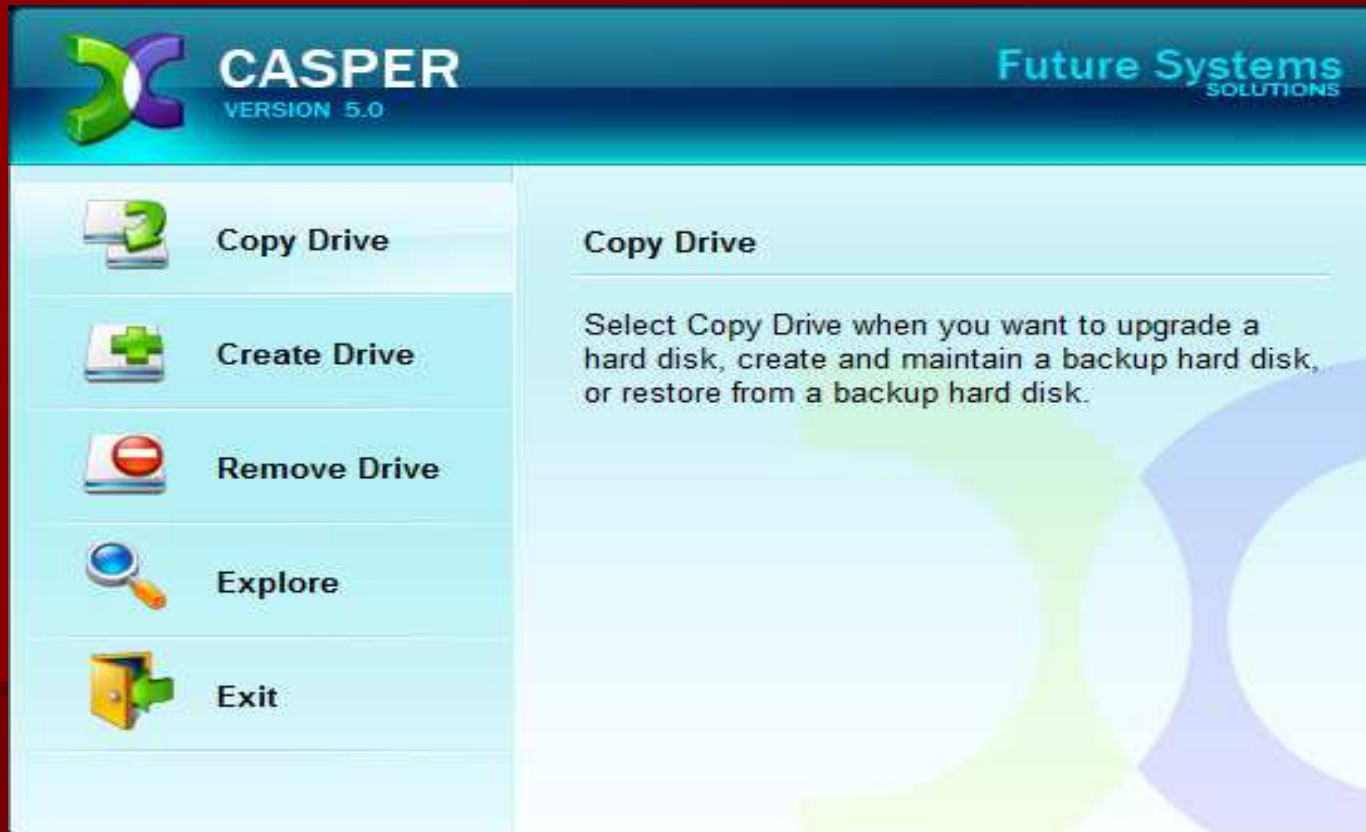 CASPER
VERSION 5.0
Future Systems
SOLUTIONS
Copy Drive
Create Drive
Remove Drive
Explore
Exit
Copy Drive
Select Copy Drive when you want to upgrade a
hard disk, create and maintain a backup hard disk,
or restore from a backup hard disk.